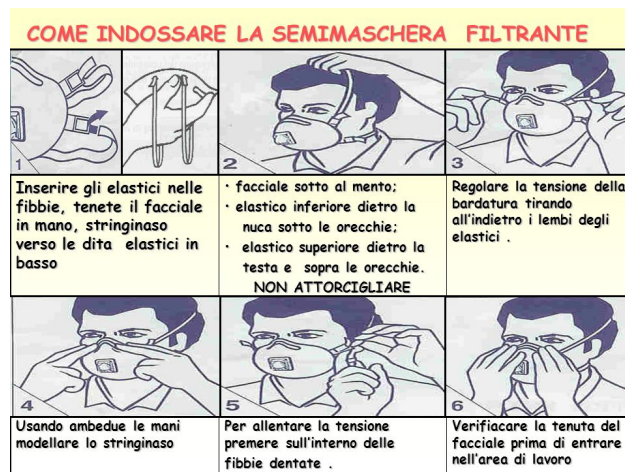 COME INDOSSARE LA SEMIMASCHERA FILTRANTE
1
Inserire gli elastici nelle
fibbie, tenete il facciale
in mano, stringinaso
verso le dita elastici in
basso
2
· facciale sotto al mento;
· elastico inferiore dietro la
nuca sotto le orecchie;
· elastico superiore dietro la
testa e sopra le orecchie.
NON ATTORCIGLIARE
3
Regolare la tensione della
bardatura tirando
all'indietro i lembi degli
elastici .
4
Usando ambedue le mani
modellare lo stringinaso
5
Per allentare la tensione
premere sull'interno delle
fibbie dentate .
6
Verifiacare la tenuta del
facciale prima di entrare
nell'area di lavoro